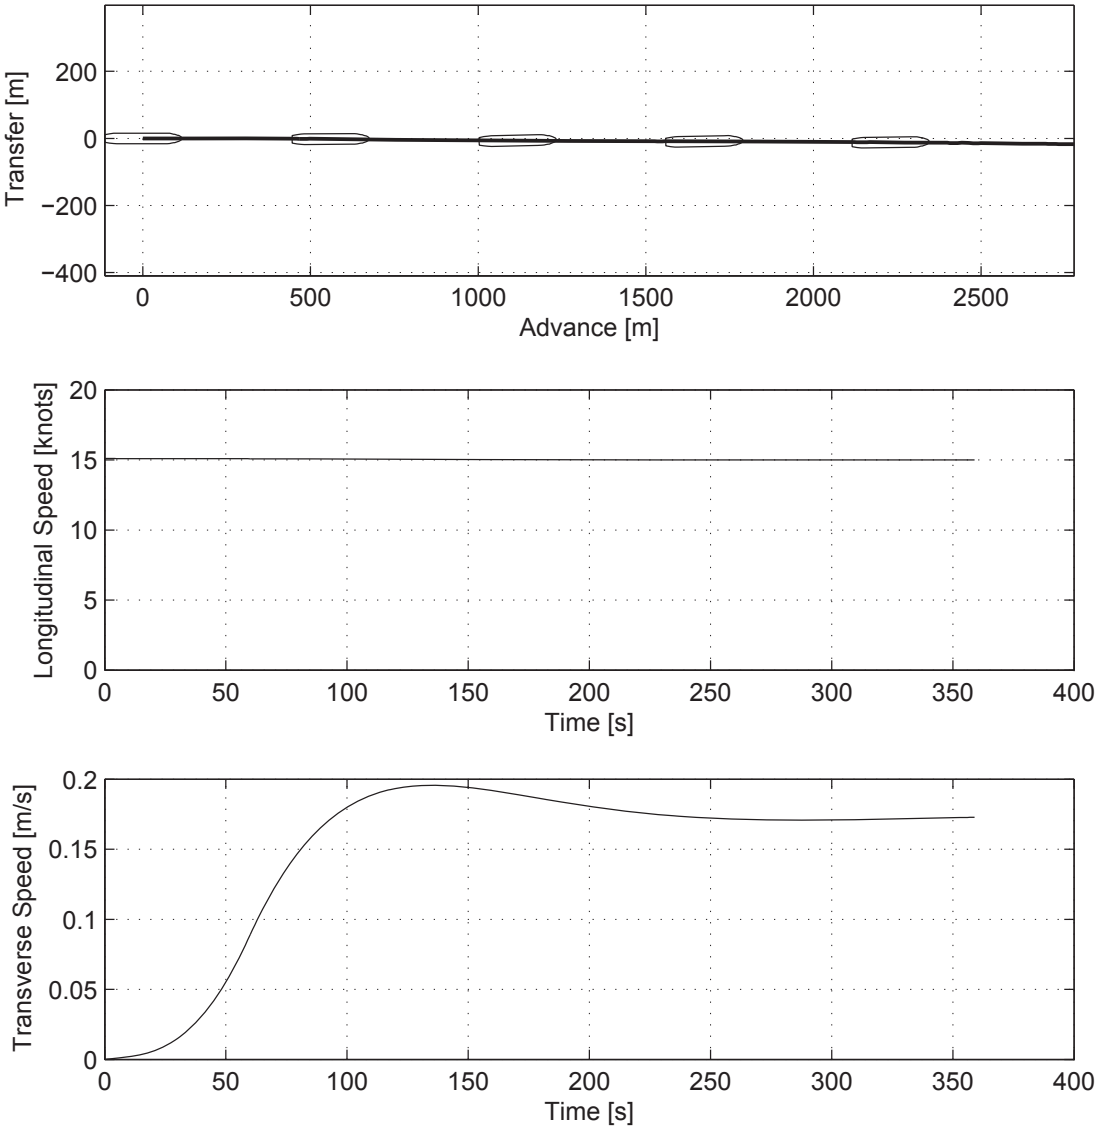 Transfer [m]
200
0
−200
−400
0 500 1000 1500 2000 2500
Advance [m]
Longitudinal Speed [knots]
20
15
10
5
0
0 50 100 150 200 250 300 350 400
Time [s]
Transverse Speed [m/s]
0.2
0.15
0.1
0.05
0
0 50 100 150 200 250 300 350 400
Time [s]